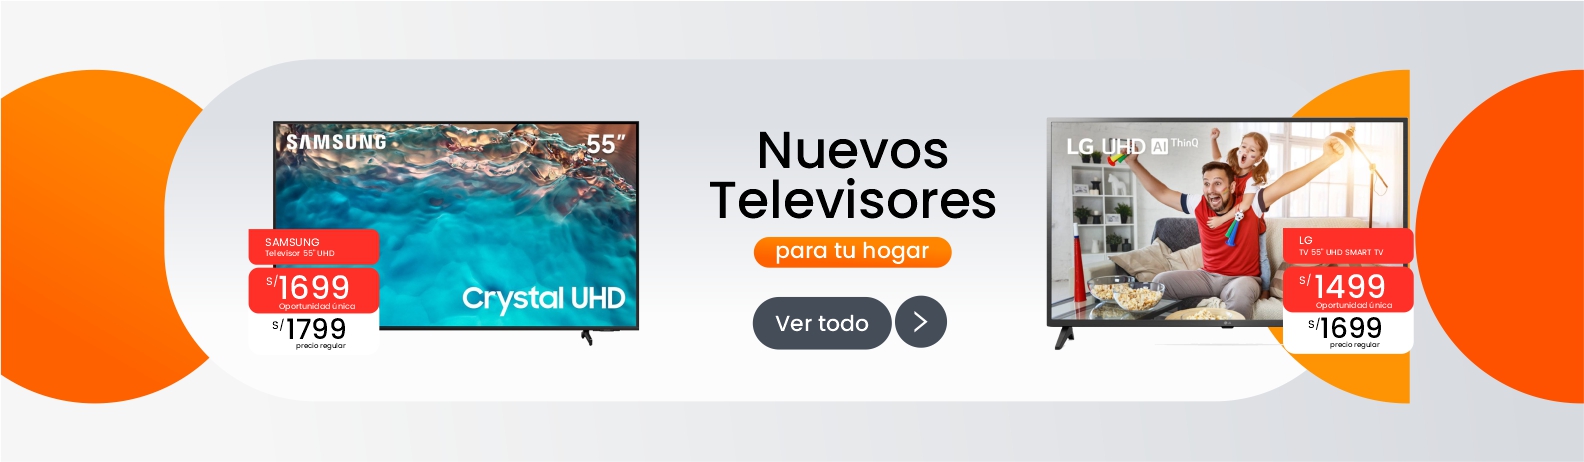 SAMSUNG
55"
Crystal UHD
SAMSUNG
Televisor 55" UHD
S/1699
Oportunidad única
S/1799
precio regular
Nuevos
Televisores
para tu hogar
Ver todo
LG UHD AI ThinQ
LG
TV 55" UHD SMART TV
S/1499
Oportunidad única
S/1699
precio regular